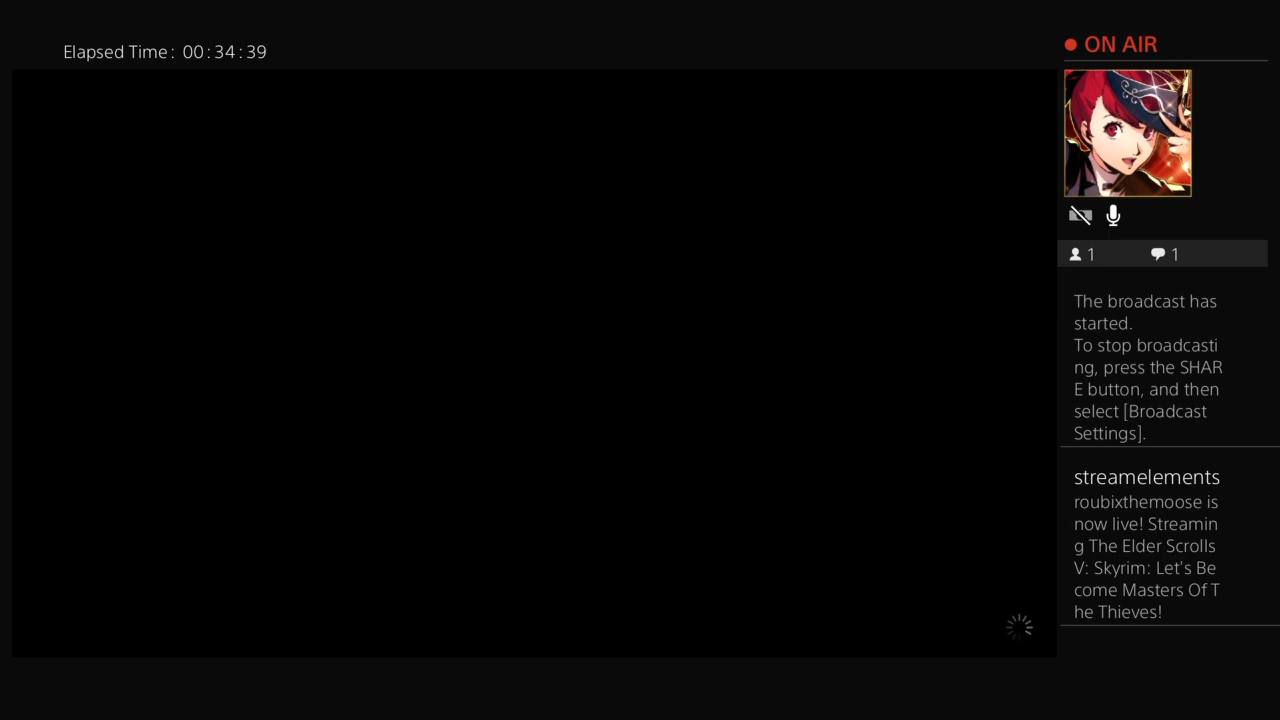 Elapsed Time: 00:34:39
ON AIR
1
1
The broadcast has
started.
To stop broadcasti
ng, press the SHAR
E button, and then
select [Broadcast
Settings].
streamelements
roubixthemoose is
now live! Streamin
g The Elder Scrolls
V: Skyrim: Let's Be
come Masters Of T
he Thieves!